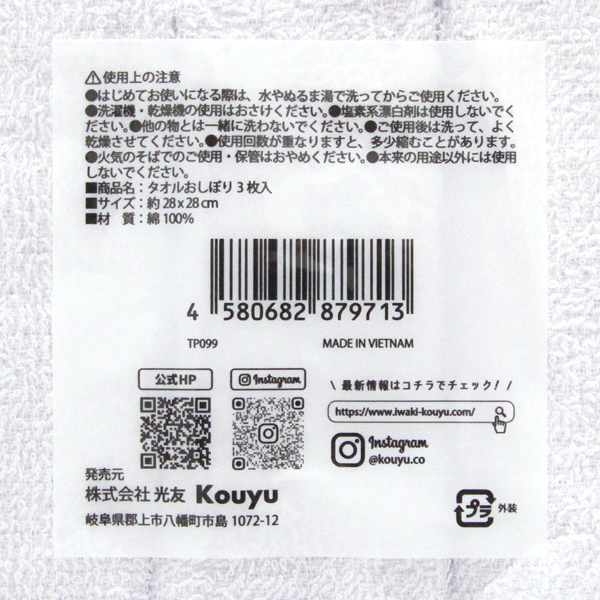 ⚠使用上の注意
●はじめてお使いになる際は、水やぬるま湯で洗ってからご使用ください。
●洗濯機・乾燥機の使用はおさけください。●塩素系漂白剤は使用しないでく
ださい。●他の物とは一緒に洗わないでください。●ご使用後は洗って、よく
乾燥させてください。●使用回数が重なりますと、多少縮むことがあります。
●火気のそばでのご使用・保管はおやめください。●本来の用途以外には使用
しないでください。
■商品名：タオルおしぼり 3 枚入
■サイズ：約 28 x 28 cm
■材　質：綿 100%
4 580682 879713
TP099 MADE IN VIETNAM
公式HP Instagram
\ 最新情報はコチラでチェック！ /
https://www.iwaki-kouyu.com/
Instagram
@kouyu.co
発売元
株式会社 光友 Kouyu
岐阜県郡上市八幡町市島 1072-12
プラ 外装